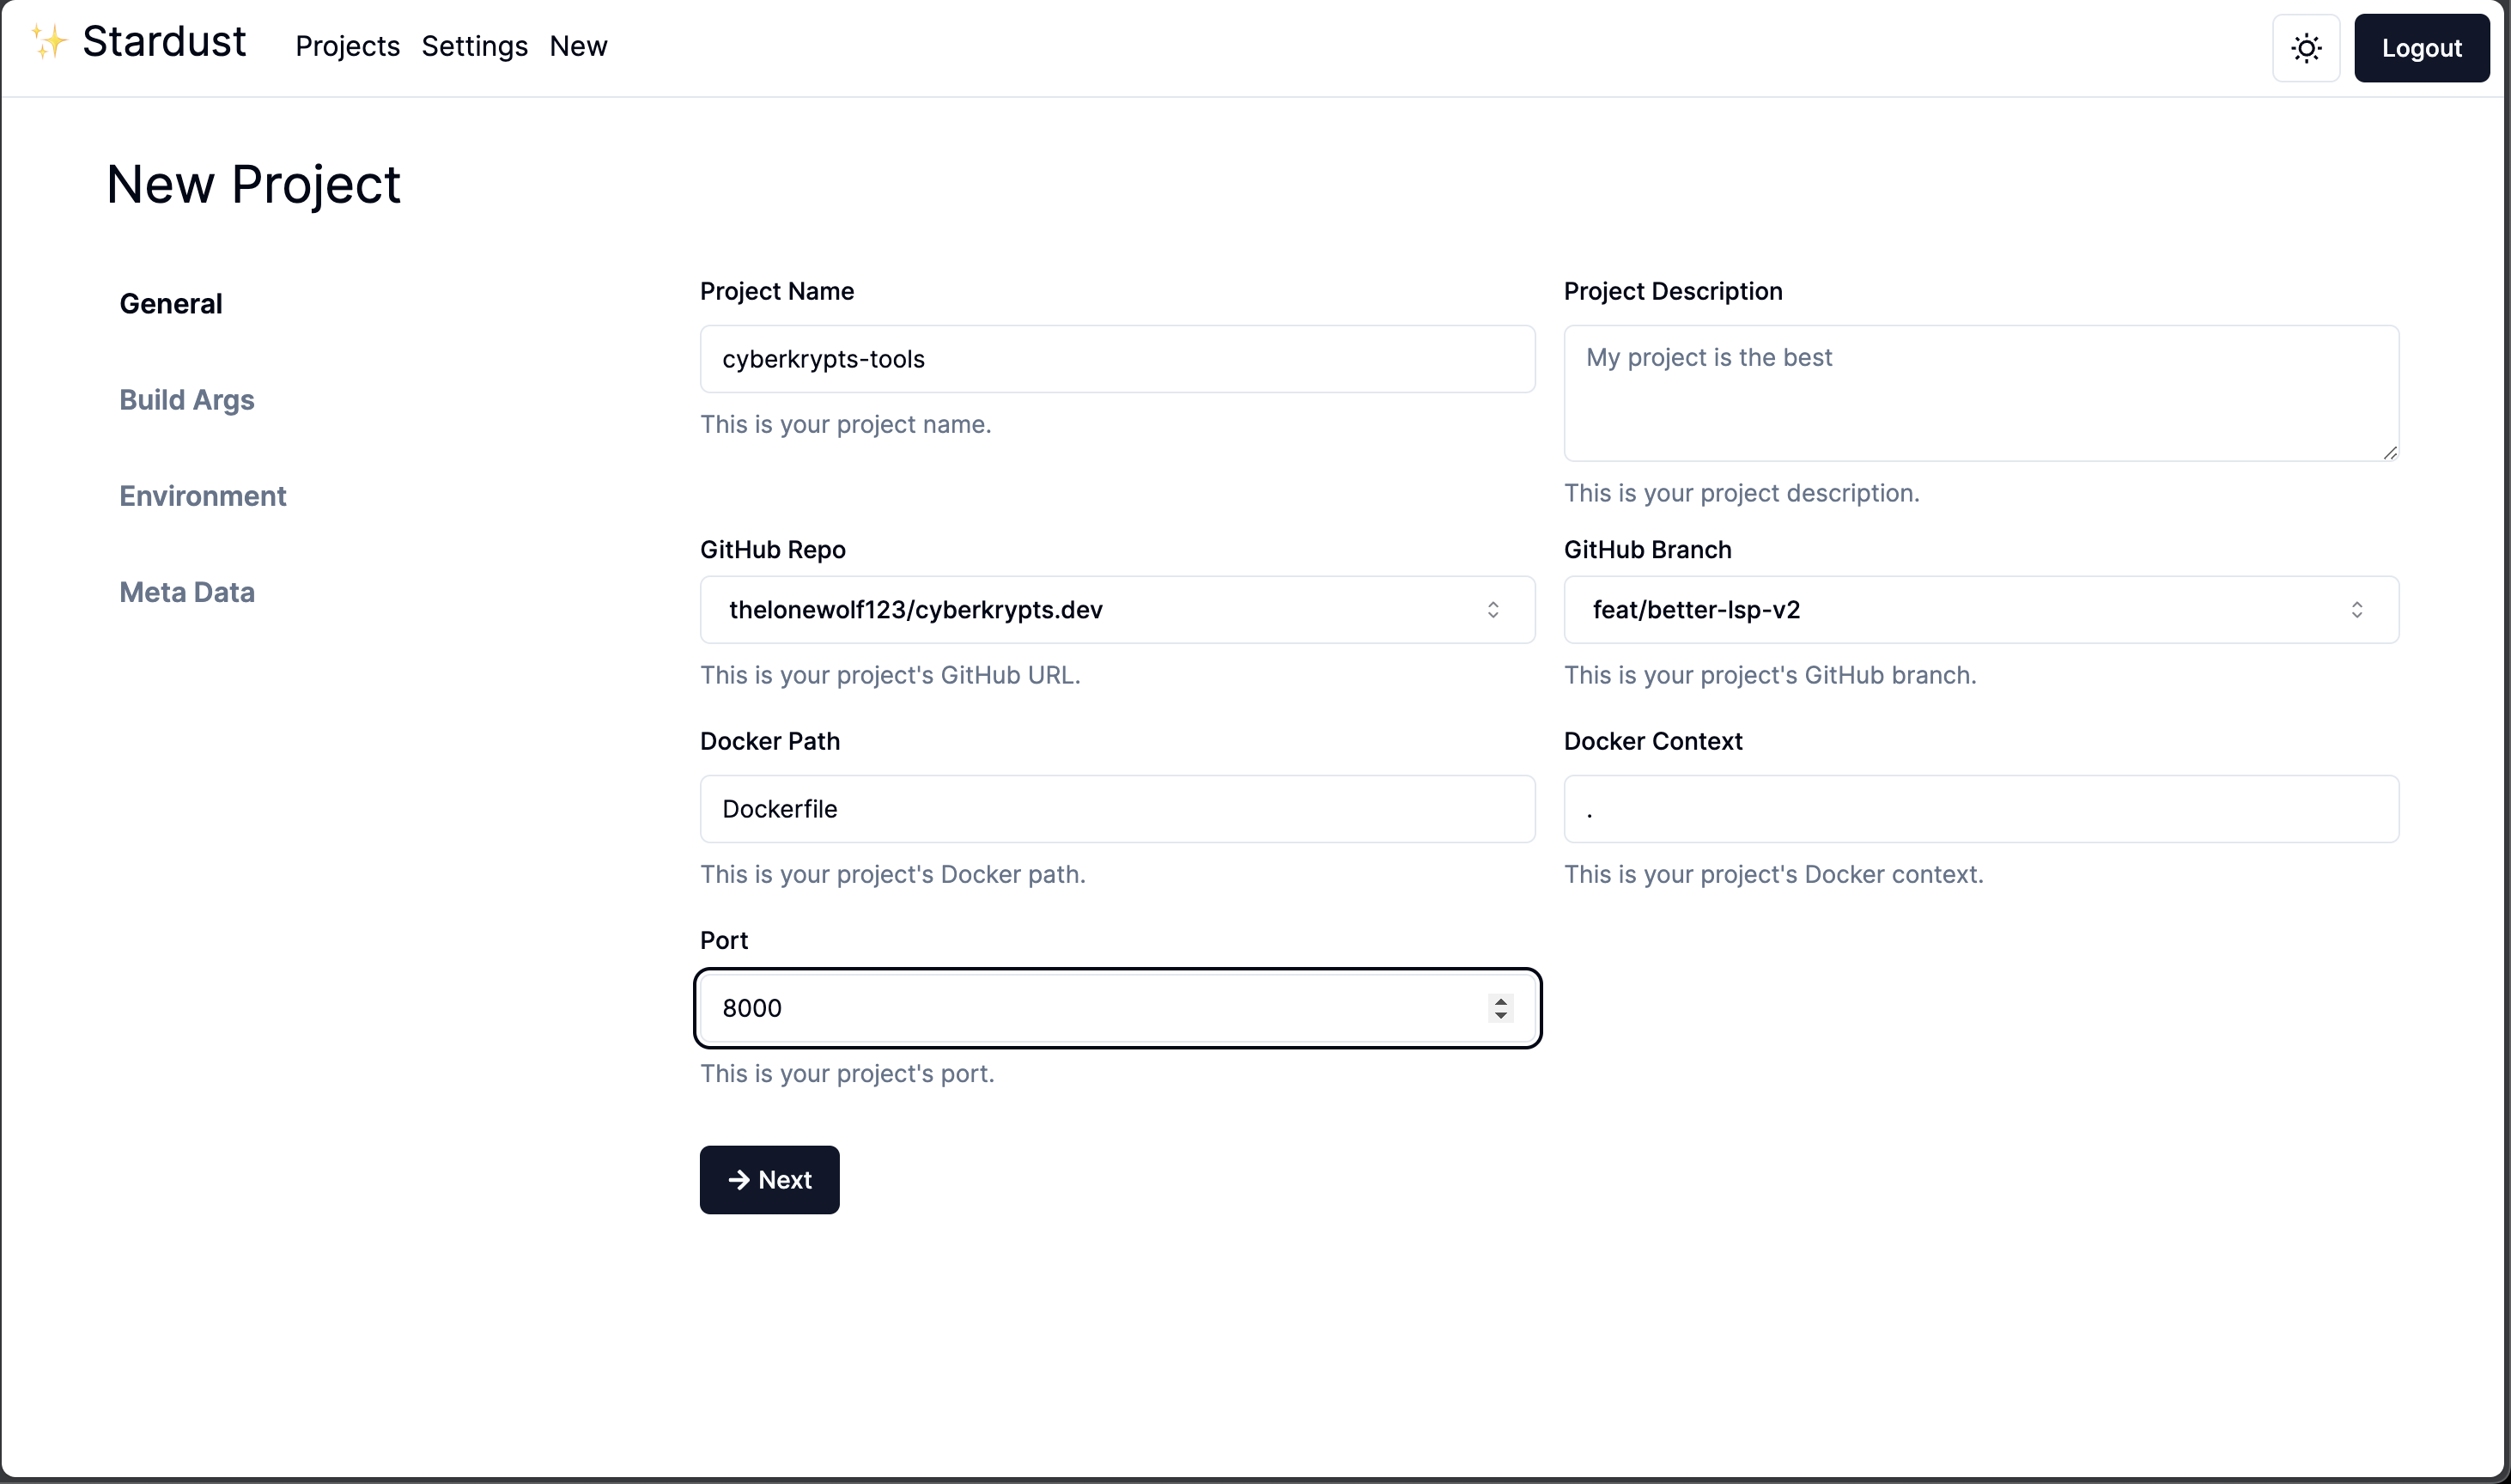 ✨ Stardust Projects Settings New Logout
New Project
General
Build Args
Environment
Meta Data
Project Name
cyberkrypts-tools
This is your project name.
Project Description
My project is the best
This is your project description.
GitHub Repo
thelonewolf123/cyberkrypts.dev
This is your project's GitHub URL.
GitHub Branch
feat/better-lsp-v2
This is your project's GitHub branch.
Docker Path
Dockerfile
This is your project's Docker path.
Docker Context
.
This is your project's Docker context.
Port
8000
This is your project's port.
→ Next